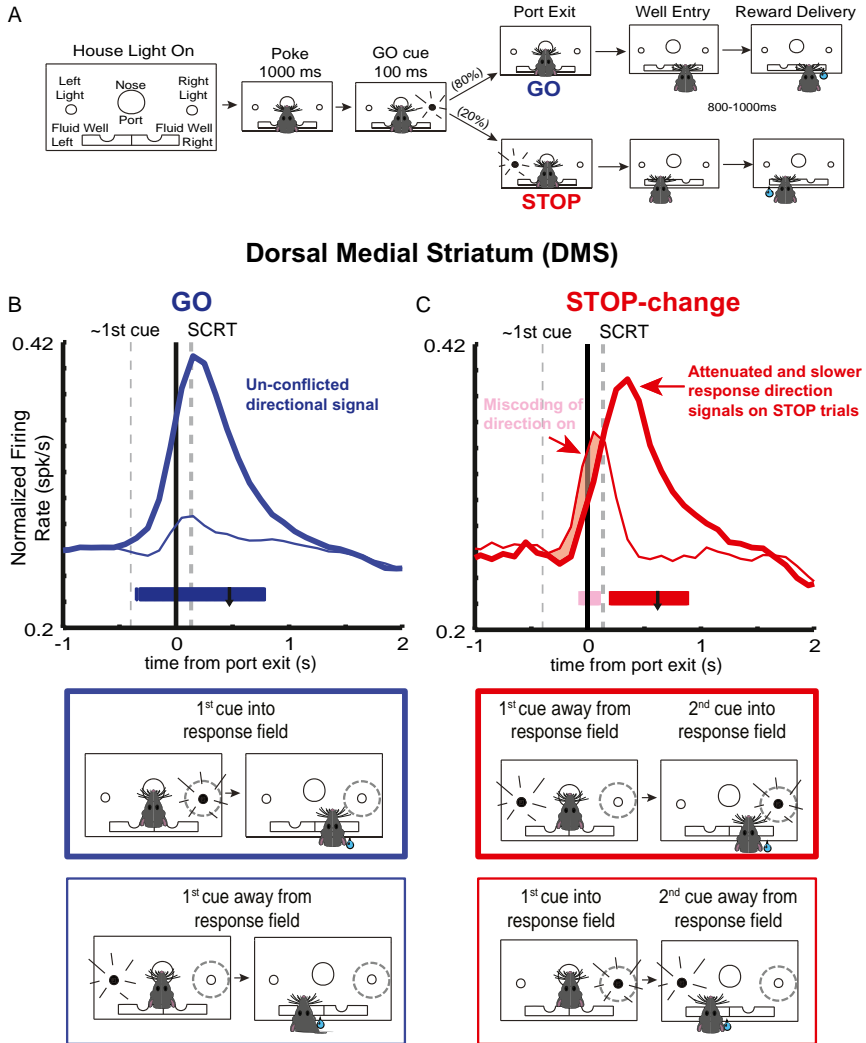 A
House Light On
Left
Light
Nose
Port
Right
Light
Fluid Well
Left
Fluid Well
Right
Poke
1000 ms
GO cue
100 ms
(80%)
(20%)
Port Exit
Well Entry
Reward Delivery
GO
800-1000ms
STOP
Dorsal Medial Striatum (DMS)
B
GO
~1st cue
SCRT
0.42
Un-conflicted
directional signal
Normalized Firing
Rate (spk/s)
0.2
-1
0
1
2
time from port exit (s)
C
STOP-change
~1st cue
SCRT
0.42
Attenuated and slower
response direction
signals on STOP trials
Miscoding of
direction on
0.2
-1
0
1
2
time from port exit (s)
1st cue into
response field
1st cue away from
response field
1st cue away from
response field
2nd cue into
response field
1st cue into
response field
2nd cue away from
response field